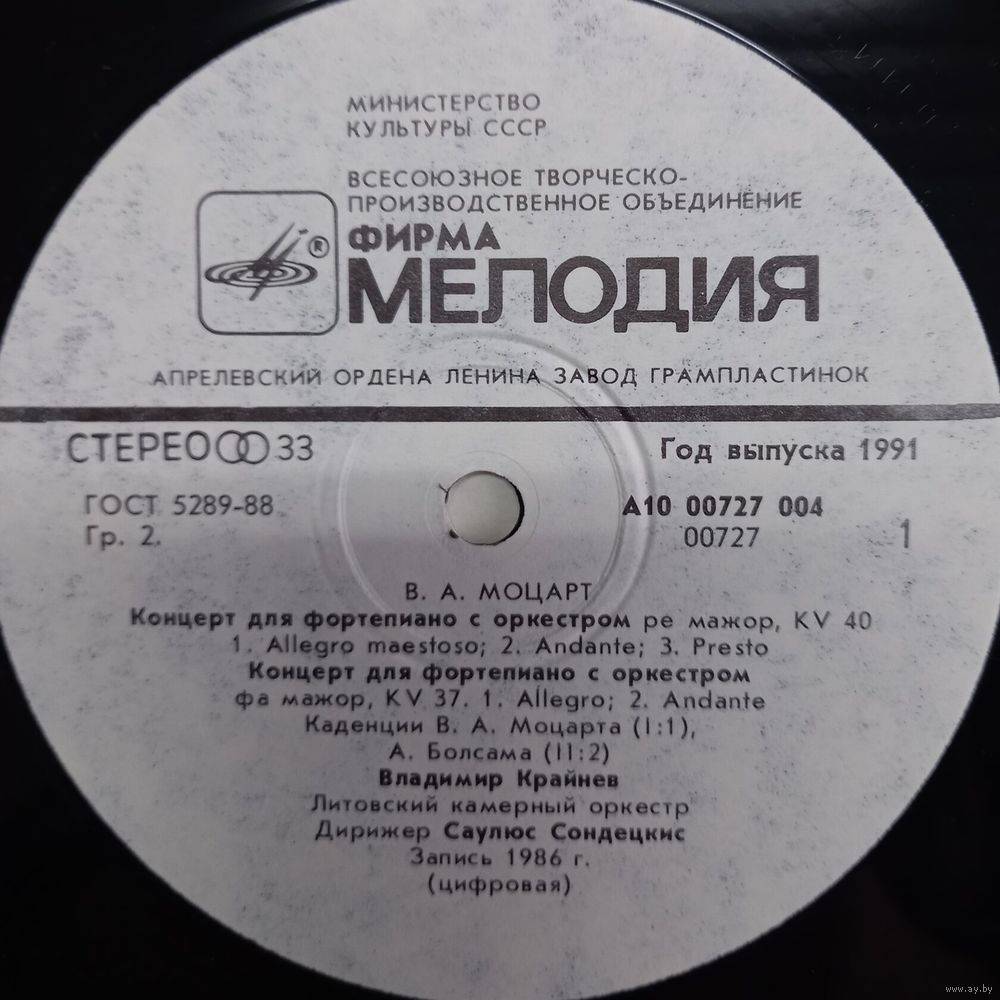 МИНИСТЕРСТВО
КУЛЬТУРЫ СССР
ВСЕСОЮЗНОЕ ТВОРЧЕСКО-
ПРОИЗВОДСТВЕННОЕ ОБЪЕДИНЕНИЕ
ФИРМА
®
МЕЛОДИЯ
АПРЕЛЕВСКИЙ ОРДЕНА ЛЕНИНА ЗАВОД ГРАМПЛАСТИНОК
СТЕРЕО 33
Год выпуска 1991
ГОСТ 5289-88
А10 00727 004
Гр. 2.
00727
1
В. А. МОЦАРТ
Концерт для фортепиано с оркестром ре мажор, KV 40
1. Allegro maestoso; 2. Andante; 3. Presto
Концерт для фортепиано с оркестром
фа мажор, KV 37. 1. Allegro; 2. Andante
Каденции В. А. Моцарта (I:1),
А. Болсама (II:2)
Владимир Крайнев
Литовский камерный оркестр
Дирижер Саулюс Сондецкис
Запись 1986 г.
(цифровая)
www.ay.by